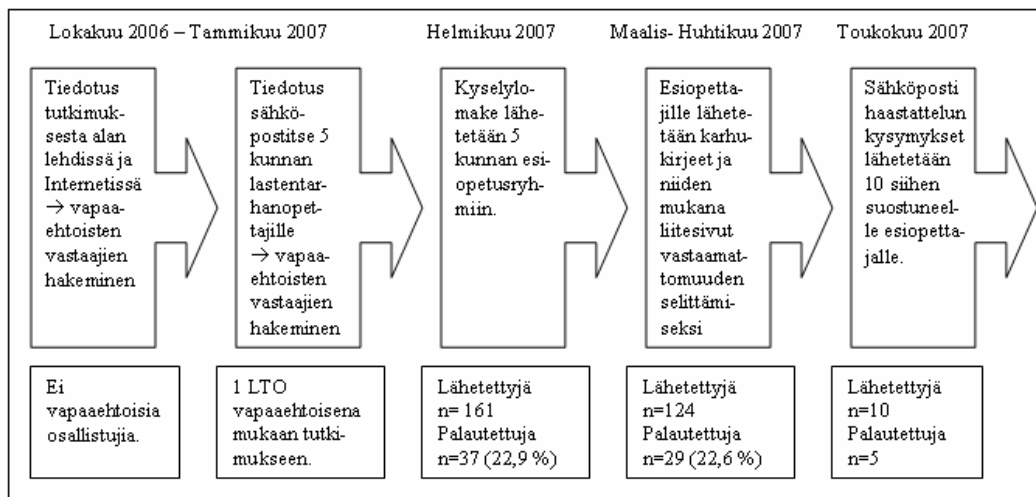 Lokakuu 2006 – Tammikuu 2007
Helmikuu 2007
Maalis- Huhtikuu 2007
Toukokuu 2007
Tiedotus
tutkimuk-
sesta alan
lehdissä ja
Internetissä
→ vapaa-
ehtoisten
vastaajien
hakeminen
Tiedotus
sähkö-
postitse 5
kunnan
lastentar-
hanopet-
tajille
→ vapaa-
ehtoisten
vastaajien
hakeminen
Kyselylo-
make lähe-
tetään 5
kunnan esi-
opetusryh-
miin.
Esiopetta-
jille lähete-
tään karhu-
kirjeet ja
niiden
mukana
liitesivut
vastaamat-
tomuuden
selittämi-
seksi
Sähköposti
haastattelun
kysymykset
lähetetään
10 siihen
suostuneel-
le esiopetta-
jalle.
Ei
vapaaehtoisia
osallistujia.
1 LTO
vapaaehtoisena
mukaan tutki-
mukseen.
Lähetettyjä
n= 161
Palautettuja
n=37 (22,9 %)
Lähetettyjä
n=124
Palautettuja
n=29 (22,6 %)
Lähetettyjä
n=10
Palautettuja
n=5